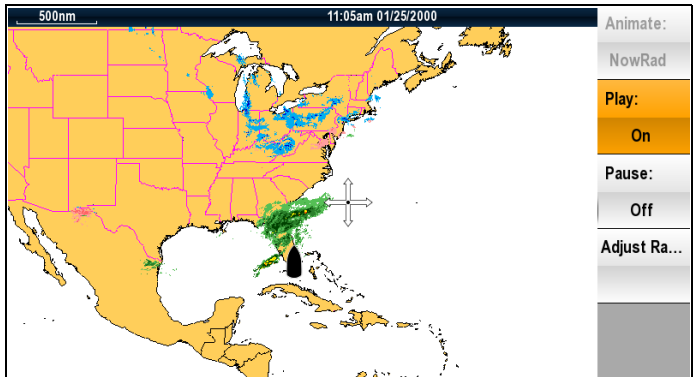 500nm
11:05am 01/25/2000
Animate:
NowRad
Play:
On
Pause:
Off
Adjust Ra...